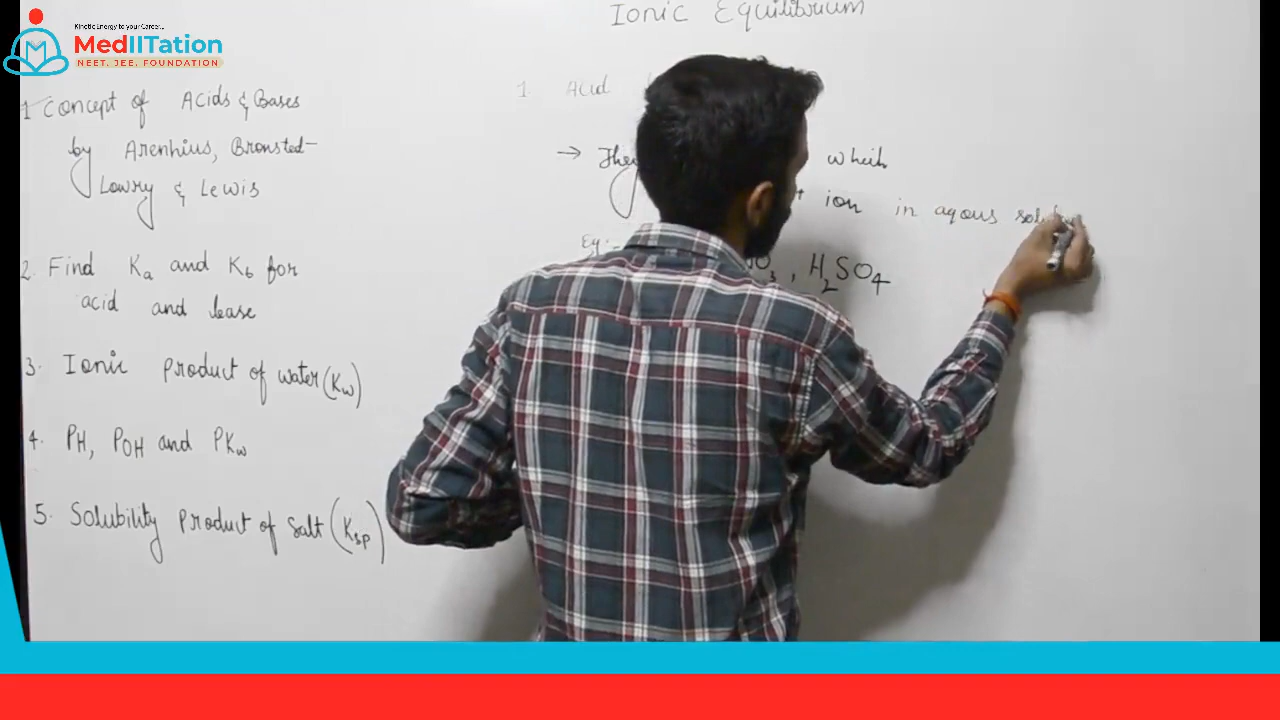 Kinetic Energy to your Career...
MedIITation
NEET, JEE, FOUNDATION
Ionic Equilibrium
1 Concept of Acids & Bases
by Arenhius, Bronsted-
Lowry & Lewis
2. Find Ka and Kb for
acid and base
3. Ionic product of water (Kw)
4. PH, POH and PKw
5. Solubility Product of Salt (Ksp)
1 Acid
→ They which
ion in aqous
Eg:-
, H2SO4